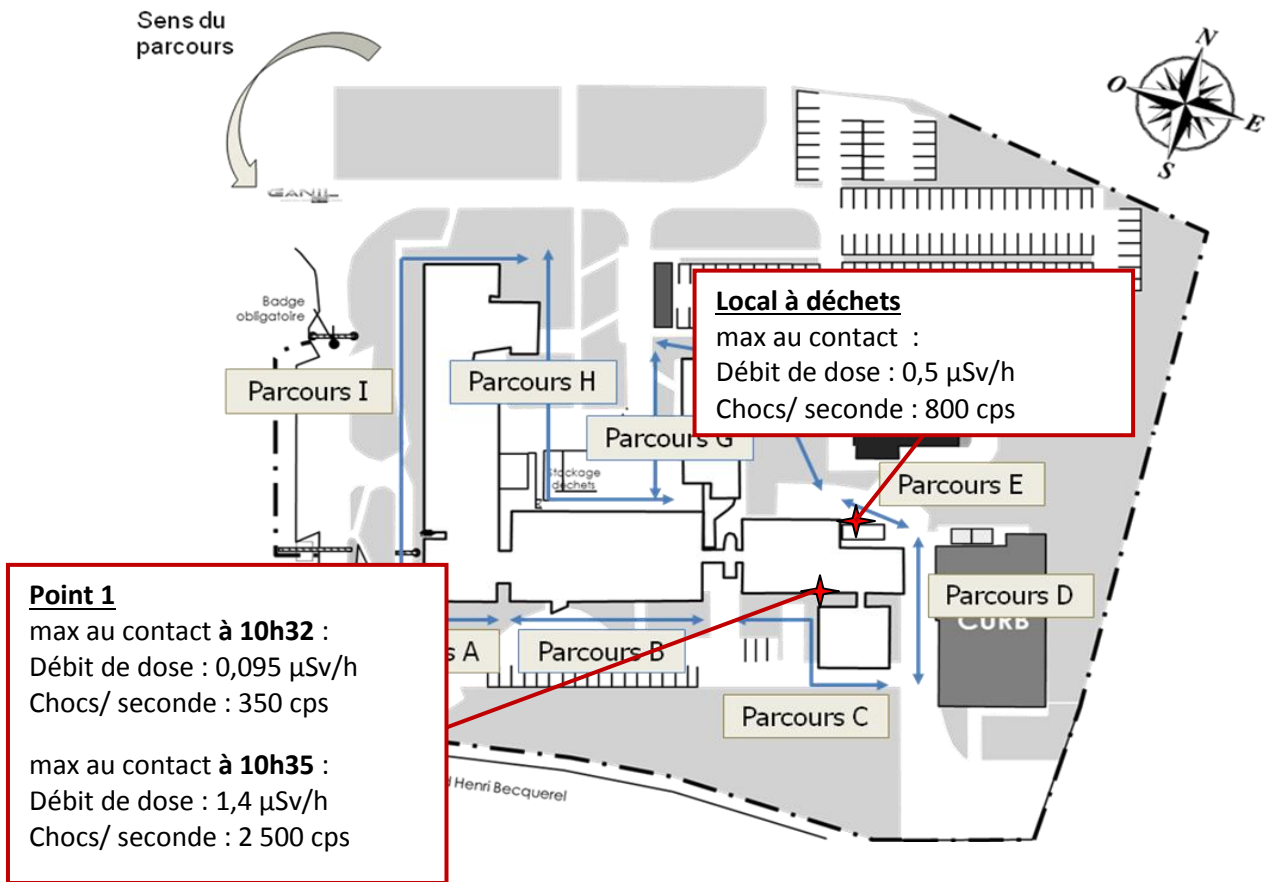 Sens du
parcours
N
O
E
S
GANIL
Badge
obligatoire
Parcours I
Parcours H
Parcours G
Local à déchets
max au contact :
Débit de dose : 0,5 µSv/h
Chocs/ seconde : 800 cps
Stockage
déchets
Parcours E
Parcours D
CURB
Point 1
max au contact à 10h32 :
Débit de dose : 0,095 µSv/h
Chocs/ seconde : 350 cps
max au contact à 10h35 :
Débit de dose : 1,4 µSv/h
Chocs/ seconde : 2 500 cps
s A
Parcours B
Parcours C
d Henri Becquerel